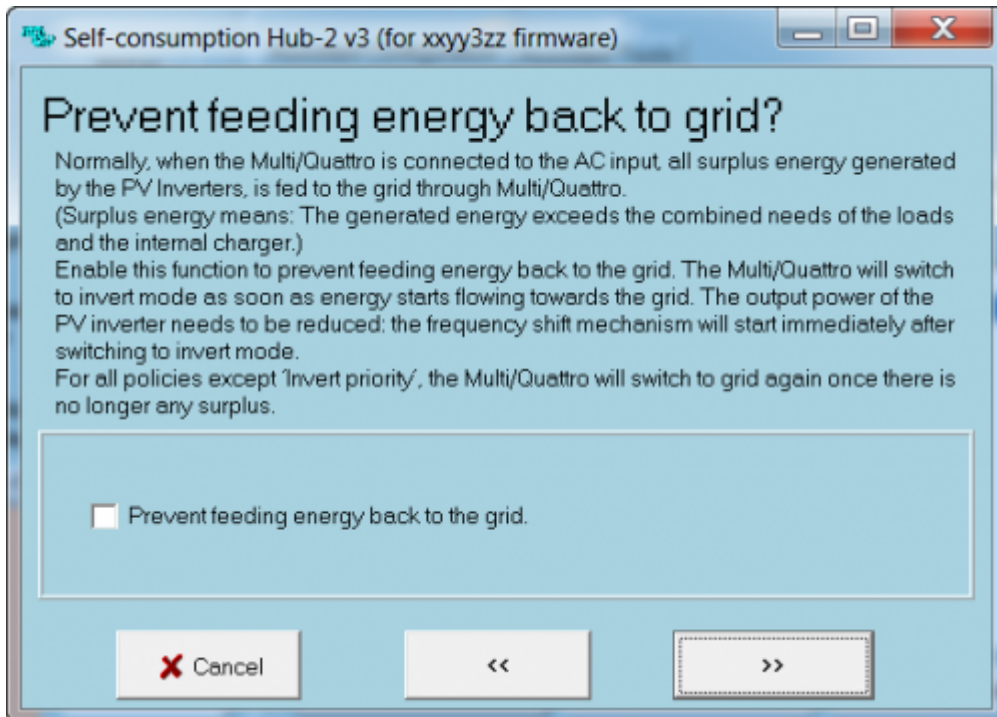 Self-consumption Hub-2 v3 (for xxyy3zz firmware)
Prevent feeding energy back to grid?
Normally, when the Multi/Quattro is connected to the AC input, all surplus energy generated
by the PV Inverters, is fed to the grid through Multi/Quattro.
(Surplus energy means: The generated energy exceeds the combined needs of the loads
and the internal charger.)
Enable this function to prevent feeding energy back to the grid. The Multi/Quattro will switch
to invert mode as soon as energy starts flowing towards the grid. The output power of the
PV inverter needs to be reduced: the frequency shift mechanism will start immediately after
switching to invert mode.
For all policies except 'Invert priority', the Multi/Quattro will switch to grid again once there is
no longer any surplus.
Prevent feeding energy back to the grid.
Cancel
<<
>>